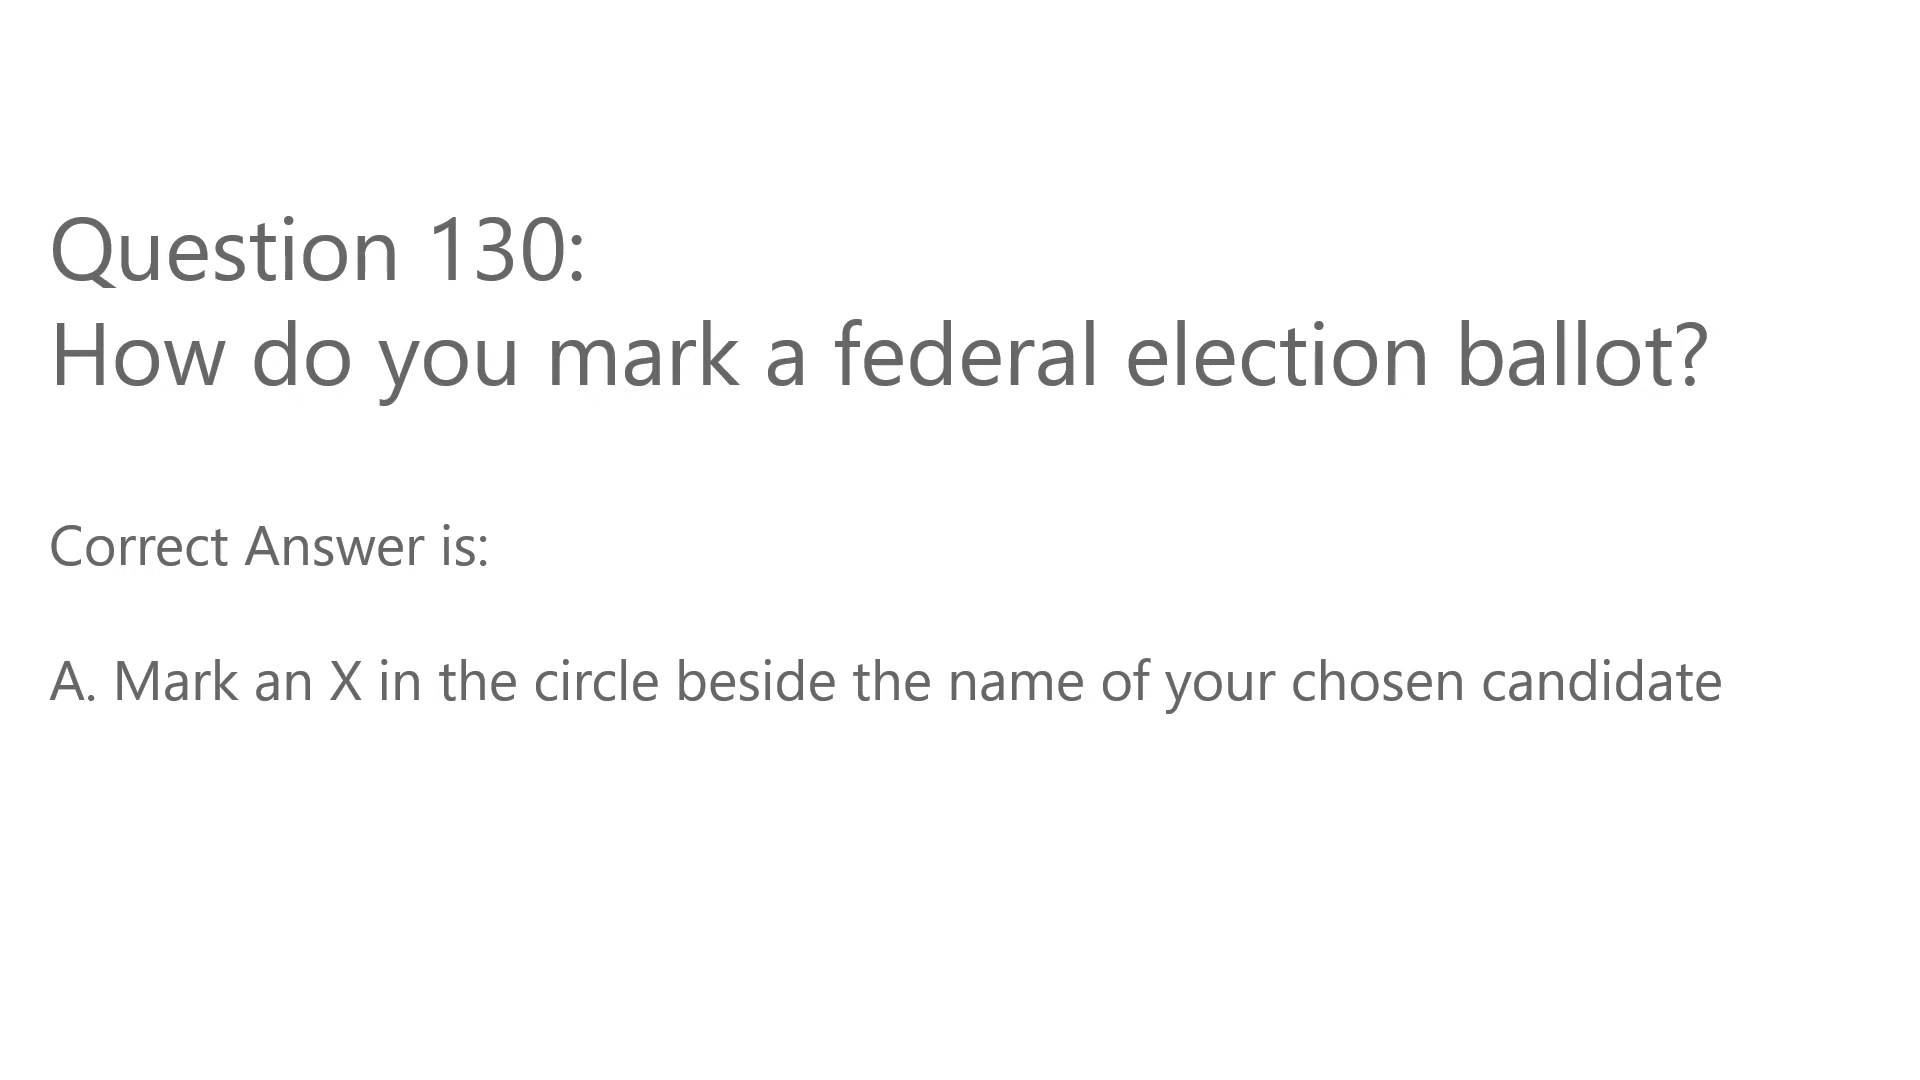 Question 130:
How do you mark a federal election ballot?
Correct Answer is:
A. Mark an X in the circle beside the name of your chosen candidate